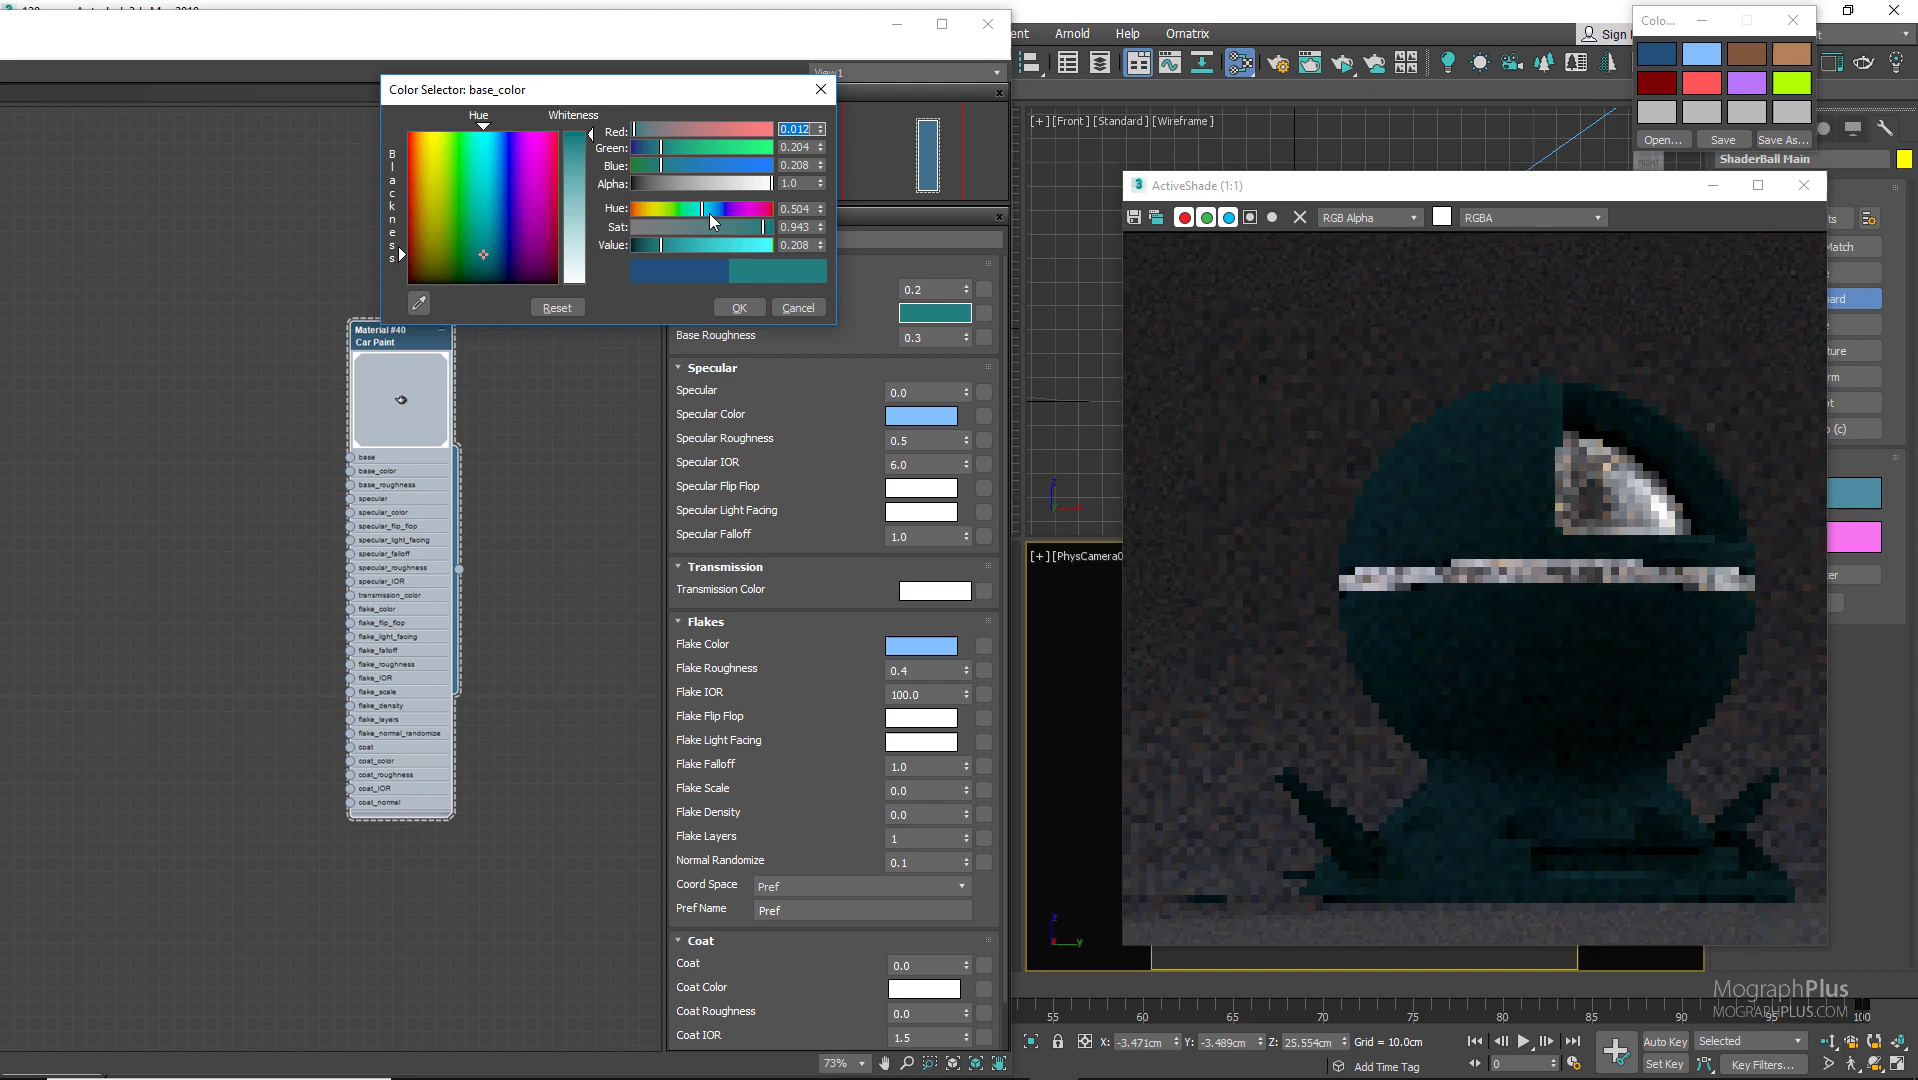 Arnold Help Ornatrix
Sign
Colo...
Open... Save Save As...
View1
Color Selector: base_color
Hue
Whiteness
Blackness
Red: 0.012
Green: 0.204
Blue: 0.208
Alpha: 1.0
Hue: 0.504
Sat: 0.943
Value: 0.208
Reset OK Cancel
Material #40
Car Paint
base
base_color
base_roughness
specular
specular_color
specular_flip_flop
specular_light_facing
specular_falloff
specular_roughness
specular_IOR
transmission_color
flake_color
flake_flip_flop
flake_light_facing
flake_falloff
flake_roughness
flake_IOR
flake_scale
flake_density
flake_layers
flake_normal_randomize
coat
coat_color
coat_roughness
coat_IOR
coat_normal
0.2
Base Roughness 0.3
Specular
Specular 0.0
Specular Color
Specular Roughness 0.5
Specular IOR 6.0
Specular Flip Flop
Specular Light Facing
Specular Falloff 1.0
Transmission
Transmission Color
Flakes
Flake Color
Flake Roughness 0.4
Flake IOR 100.0
Flake Flip Flop
Flake Light Facing
Flake Falloff 1.0
Flake Scale 0.0
Flake Density 0.0
Flake Layers 1
Normal Randomize 0.1
Coord Space Pref
Pref Name Pref
Coat
Coat 0.0
Coat Color
Coat Roughness 0.0
Coat IOR 1.5
73%
[+] [Front ] [Standard ] [Wireframe ]
FRONT
ShaderBall Main
ActiveShade (1:1)
RGB Alpha
RGBA
[+] [PhysCamera0
MographPlus
MOGRAPHPLUS.COM
55 60 65 70 75 80 85 90 95 100
X: -3.471cm Y: -3.489cm Z: 25.554cm Grid = 10.0cm
Add Time Tag
0
Auto Key Selected
Set Key Key Filters...